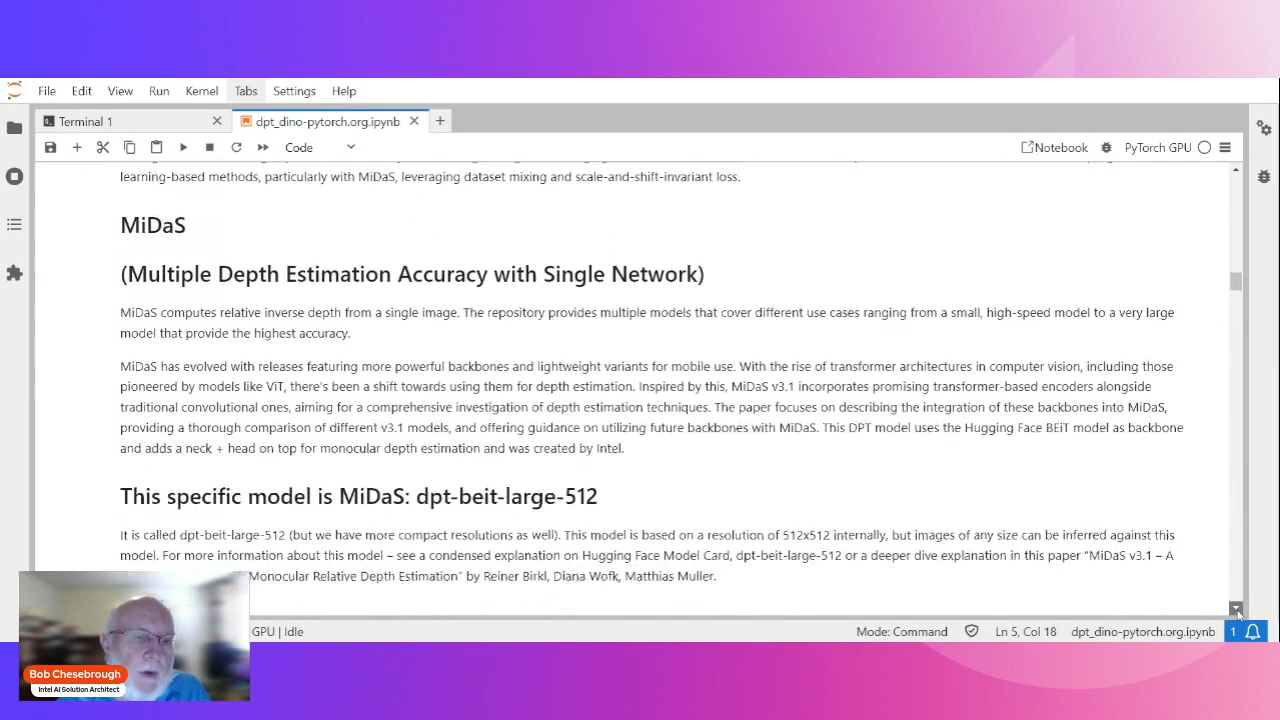 File Edit View Run Kernel Tabs Settings Help
Terminal 1
dpt_dino-pytorch.org.ipynb
Code
Notebook
PyTorch GPU
learning-based methods, particularly with MiDaS, leveraging dataset mixing and scale-and-shift-invariant loss.
MiDaS
(Multiple Depth Estimation Accuracy with Single Network)
MiDaS computes relative inverse depth from a single image. The repository provides multiple models that cover different use cases ranging from a small, high-speed model to a very large
model that provide the highest accuracy.
MiDaS has evolved with releases featuring more powerful backbones and lightweight variants for mobile use. With the rise of transformer architectures in computer vision, including those
pioneered by models like ViT, there's been a shift towards using them for depth estimation. Inspired by this, MiDaS v3.1 incorporates promising transformer-based encoders alongside
traditional convolutional ones, aiming for a comprehensive investigation of depth estimation techniques. The paper focuses on describing the integration of these backbones into MiDaS,
providing a thorough comparison of different v3.1 models, and offering guidance on utilizing future backbones with MiDaS. This DPT model uses the Hugging Face BEiT model as backbone
and adds a neck + head on top for monocular depth estimation and was created by Intel.
This specific model is MiDaS: dpt-beit-large-512
It is called dpt-beit-large-512 (but we have more compact resolutions as well). This model is based on a resolution of 512x512 internally, but images of any size can be inferred against this
model. For more information about this model – see a condensed explanation on Hugging Face Model Card, dpt-beit-large-512 or a deeper dive explanation in this paper “MiDaS v3.1 – A
Monocular Relative Depth Estimation” by Reiner Birkl, Diana Wofk, Matthias Muller.
GPU | Idle
Mode: Command
Ln 5, Col 18
dpt_dino-pytorch.org.ipynb
1
Bob Chesebrough
Intel AI Solution Architect